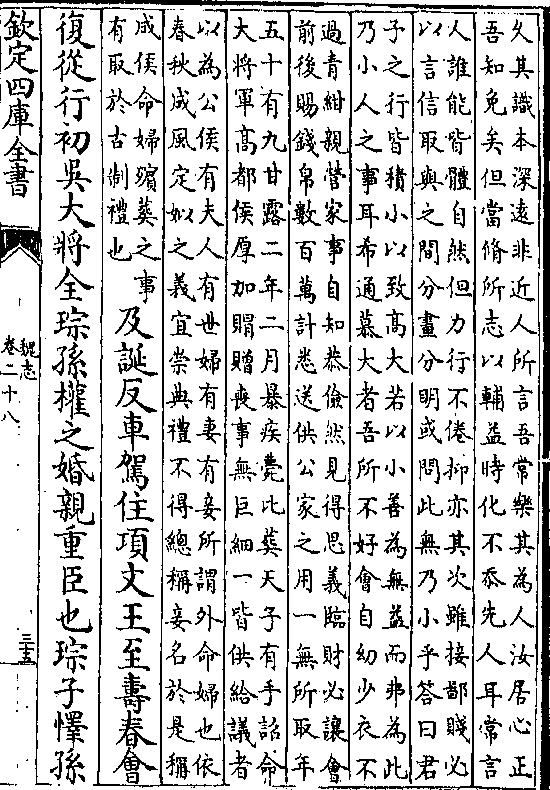 久其識本深遠非近人所言吾常樂其為人汝居心正
吾知免矣但當脩所志以輔益時化不忝先人耳常言
人誰能皆體自然但力行不倦抑亦其次雖接鄙賤必
以言信取與之間分畫分明或問此無乃小乎答曰君
子之行皆積小以致髙大若以小善為無益而弗為此
乃小人之事耳希通慕大者吾所不好會自幼少衣不
過青紺親營家事自知恭儉然見得思義臨財必讓會
前後賜錢帛數百萬計悉送供公家之用一無所取年
五十有九甘露二年二月暴疾薨比葬天子有手詔命
大將軍髙都侯厚加賵贈喪事無巨細一皆供給議者
以為公侯有夫人有世婦有妻有妾所謂外命婦也依
春秋成風定姒之義宜崇典禮不得總稱妾名於是稱
成侯命婦殯葬之事
有取於古制禮也
及誕反車駕住項文王至壽春會
復從行初吳大將全琮孫權之婚親重臣也琮子懌孫
欽定四庫全書
魏志
卷二十八
三十五